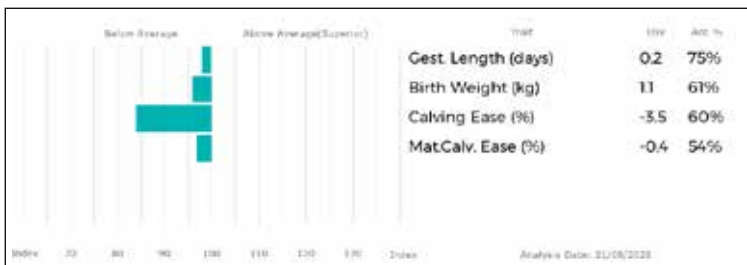 Below Average Above Average(Superior) Trait EBV Acc %
Gest. Length (days) 0.2 75%
Birth Weight (kg) 1.1 61%
Calving Ease (%) -3.5 60%
Mat.Calv. Ease (%) -0.4 54%
Index 70 80 90 100 110 120 130 Index Analysis Date: